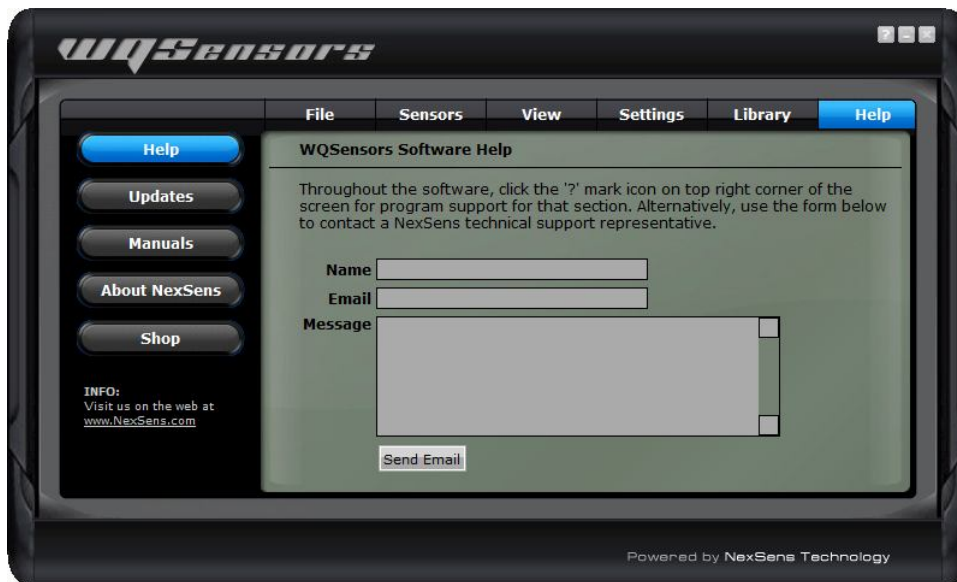 WQSensors
? _ x
File Sensors View Settings Library Help
Help
Updates
Manuals
About NexSens
Shop
INFO:
Visit us on the web at
www.NexSens.com
WQSensors Software Help
Throughout the software, click the '?' mark icon on top right corner of the
screen for program support for that section. Alternatively, use the form below
to contact a NexSens technical support representative.
Name
Email
Message
Send Email
Powered by NexSens Technology